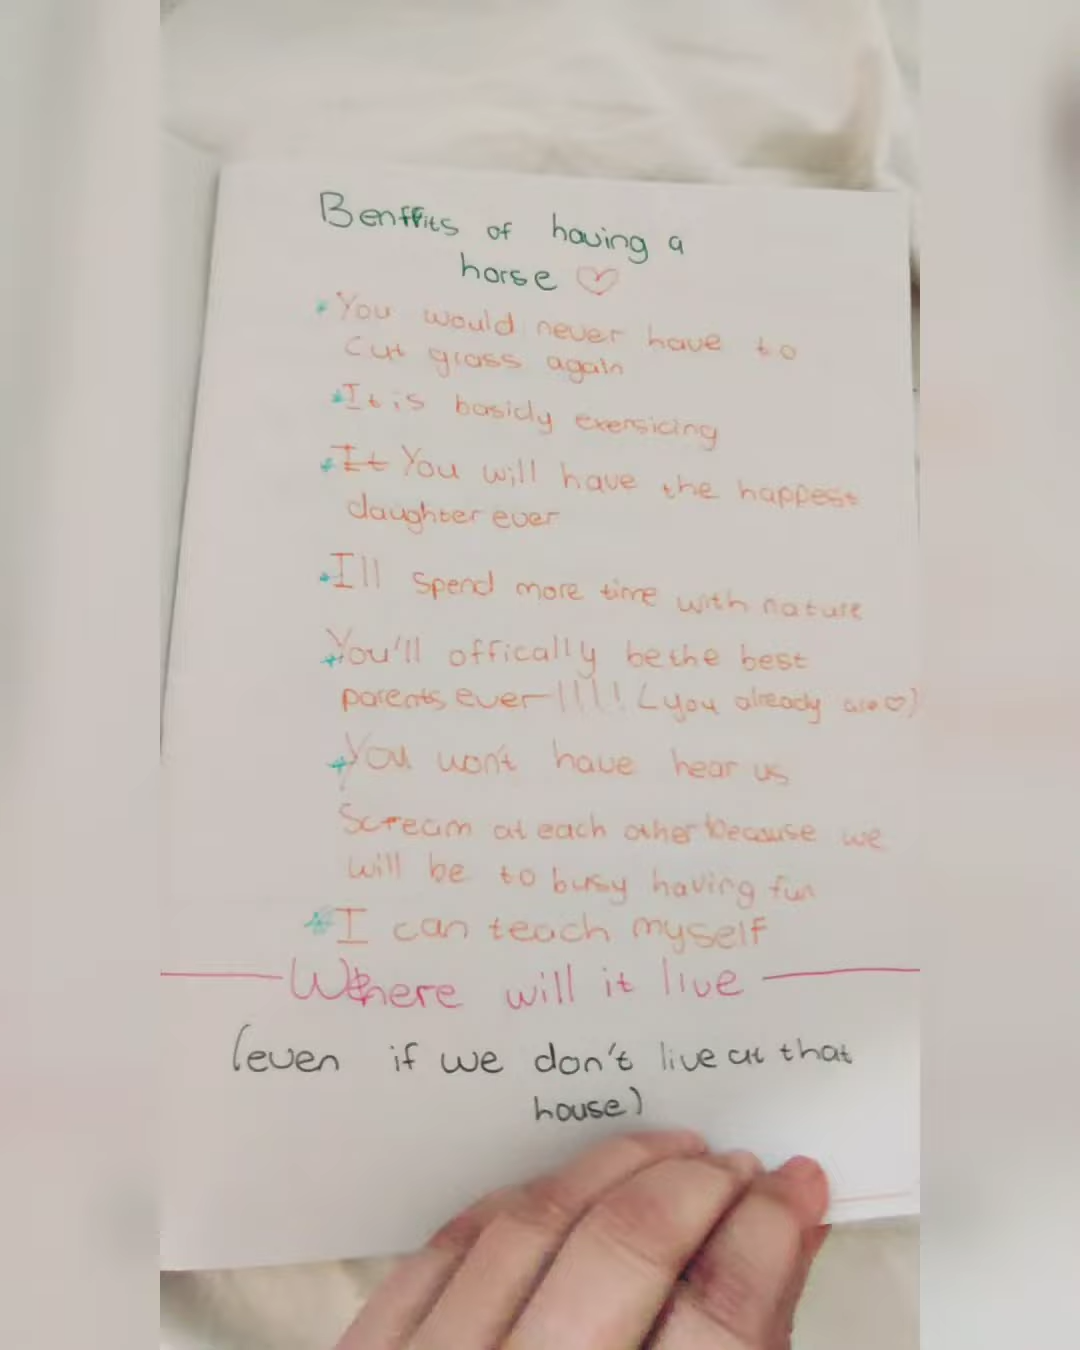 Benffits of having a
horse ♡
* You would never have to
cut grass again
* It is basicly exersicing
* It You will have the happest
daughter ever
* I'll spend more time with nature
* You'll offically be the best
parents ever!!!! (you already are ♡)
* You won't have hear us
scream at each other because we
will be to busy having fun
* I can teach myself
Where will it live
(even if we don't live at that
house)